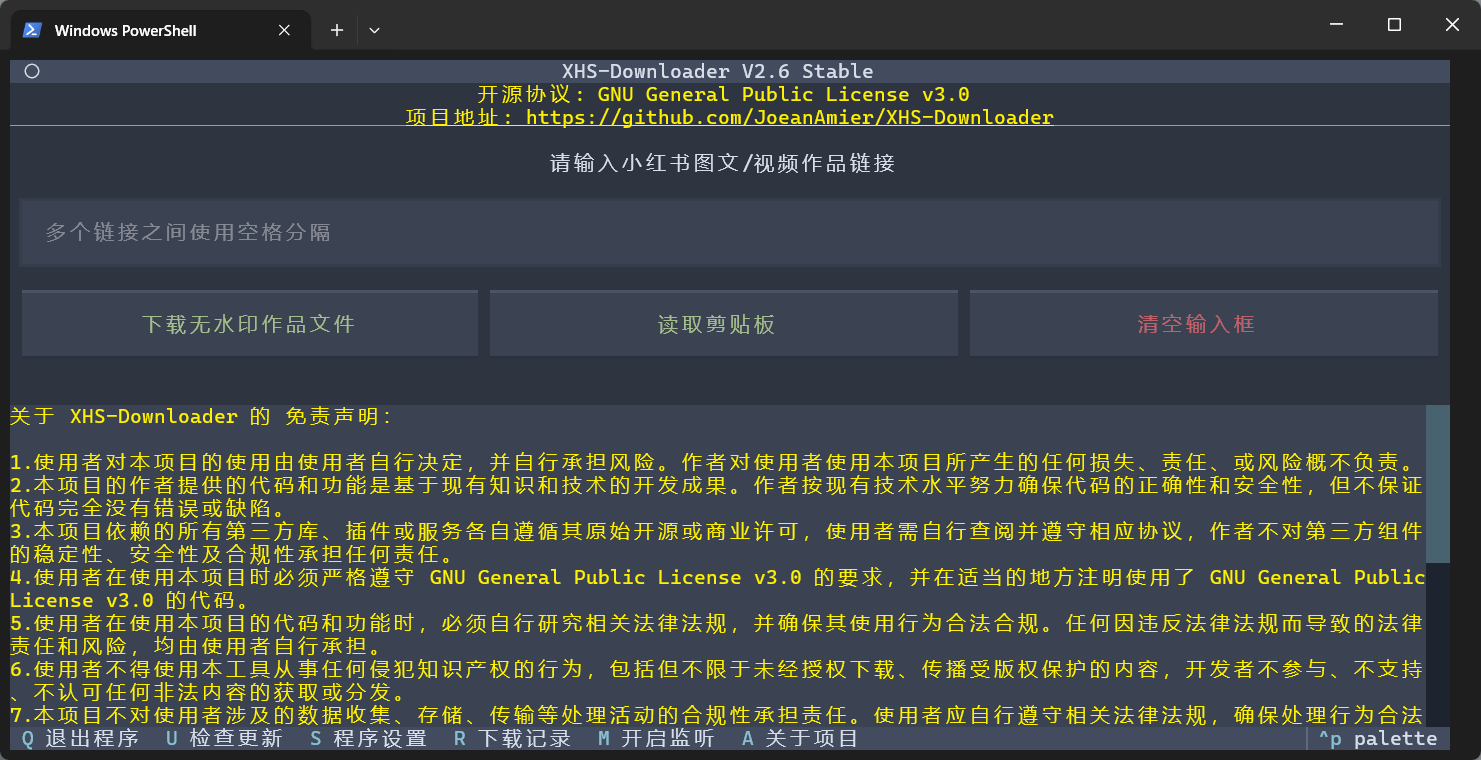 Windows PowerShell
XHS-Downloader V2.6 Stable
开源协议: GNU General Public License v3.0
项目地址: https://github.com/JoeanAmier/XHS-Downloader
请输入小红书图文/视频作品链接
多个链接之间使用空格分隔
下载无水印作品文件 读取剪贴板 清空输入框
关于 XHS-Downloader 的 免责声明：
1.使用者对本项目的使用由使用者自行决定，并自行承担风险。作者对使用者使用本项目所产生的任何损失、责任、或风险概不负责。
2.本项目的作者提供的代码和功能是基于现有知识和技术的开发成果。作者按现有技术水平努力确保代码的正确性和安全性，但不保证
代码完全没有错误或缺陷。
3.本项目依赖的所有第三方库、插件或服务各自遵循其原始开源或商业许可，使用者需自行查阅并遵守相应协议，作者不对第三方组件
的稳定性、安全性及合规性承担任何责任。
4.使用者在使用本项目时必须严格遵守 GNU General Public License v3.0 的要求，并在适当的地方注明使用了 GNU General Public
License v3.0 的代码。
5.使用者在使用本项目的代码和功能时，必须自行研究相关法律法规，并确保其使用行为合法合规。任何因违反法律法规而导致的法律
责任和风险，均由使用者自行承担。
6.使用者不得使用本工具从事任何侵犯知识产权的行为，包括但不限于未经授权下载、传播受版权保护的内容，开发者不参与、不支持
、不认可任何非法内容的获取或分发。
7.本项目不对使用者涉及的数据收集、存储、传输等处理活动的合规性承担责任。使用者应自行遵守相关法律法规，确保处理行为合法
Q 退出程序 U 检查更新 S 程序设置 R 下载记录 M 开启监听 A 关于项目 ^p palette